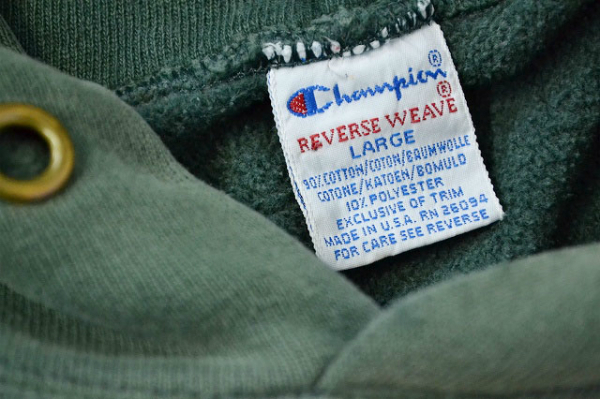 Champion®
REVERSE WEAVE®
LARGE
90% COTTON/COTON/BAUMWOLLE
COTONE/KATOEN/BOMULD
10% POLYESTER
EXCLUSIVE OF TRIM
MADE IN U.S.A. RN 26094
FOR CARE SEE REVERSE